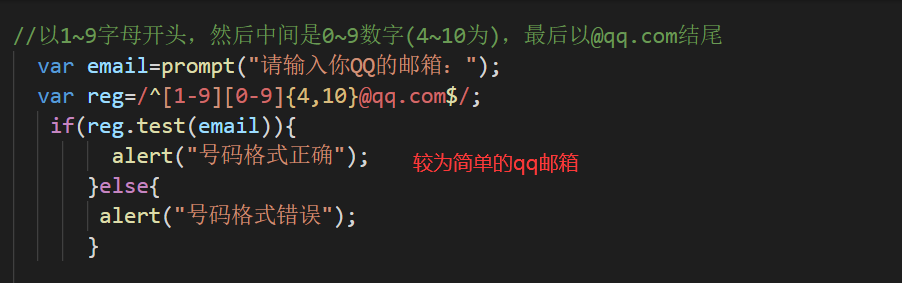 //以1~9字母开头，然后中间是0~9数字(4~10为)，最后以@qq.com结尾
var email=prompt("请输入你QQ的邮箱：");
var reg=/^[1-9][0-9]{4,10}@qq.com$/;
if(reg.test(email)){
alert("号码格式正确");
较为简单的qq邮箱
}else{
alert("号码格式错误");
}